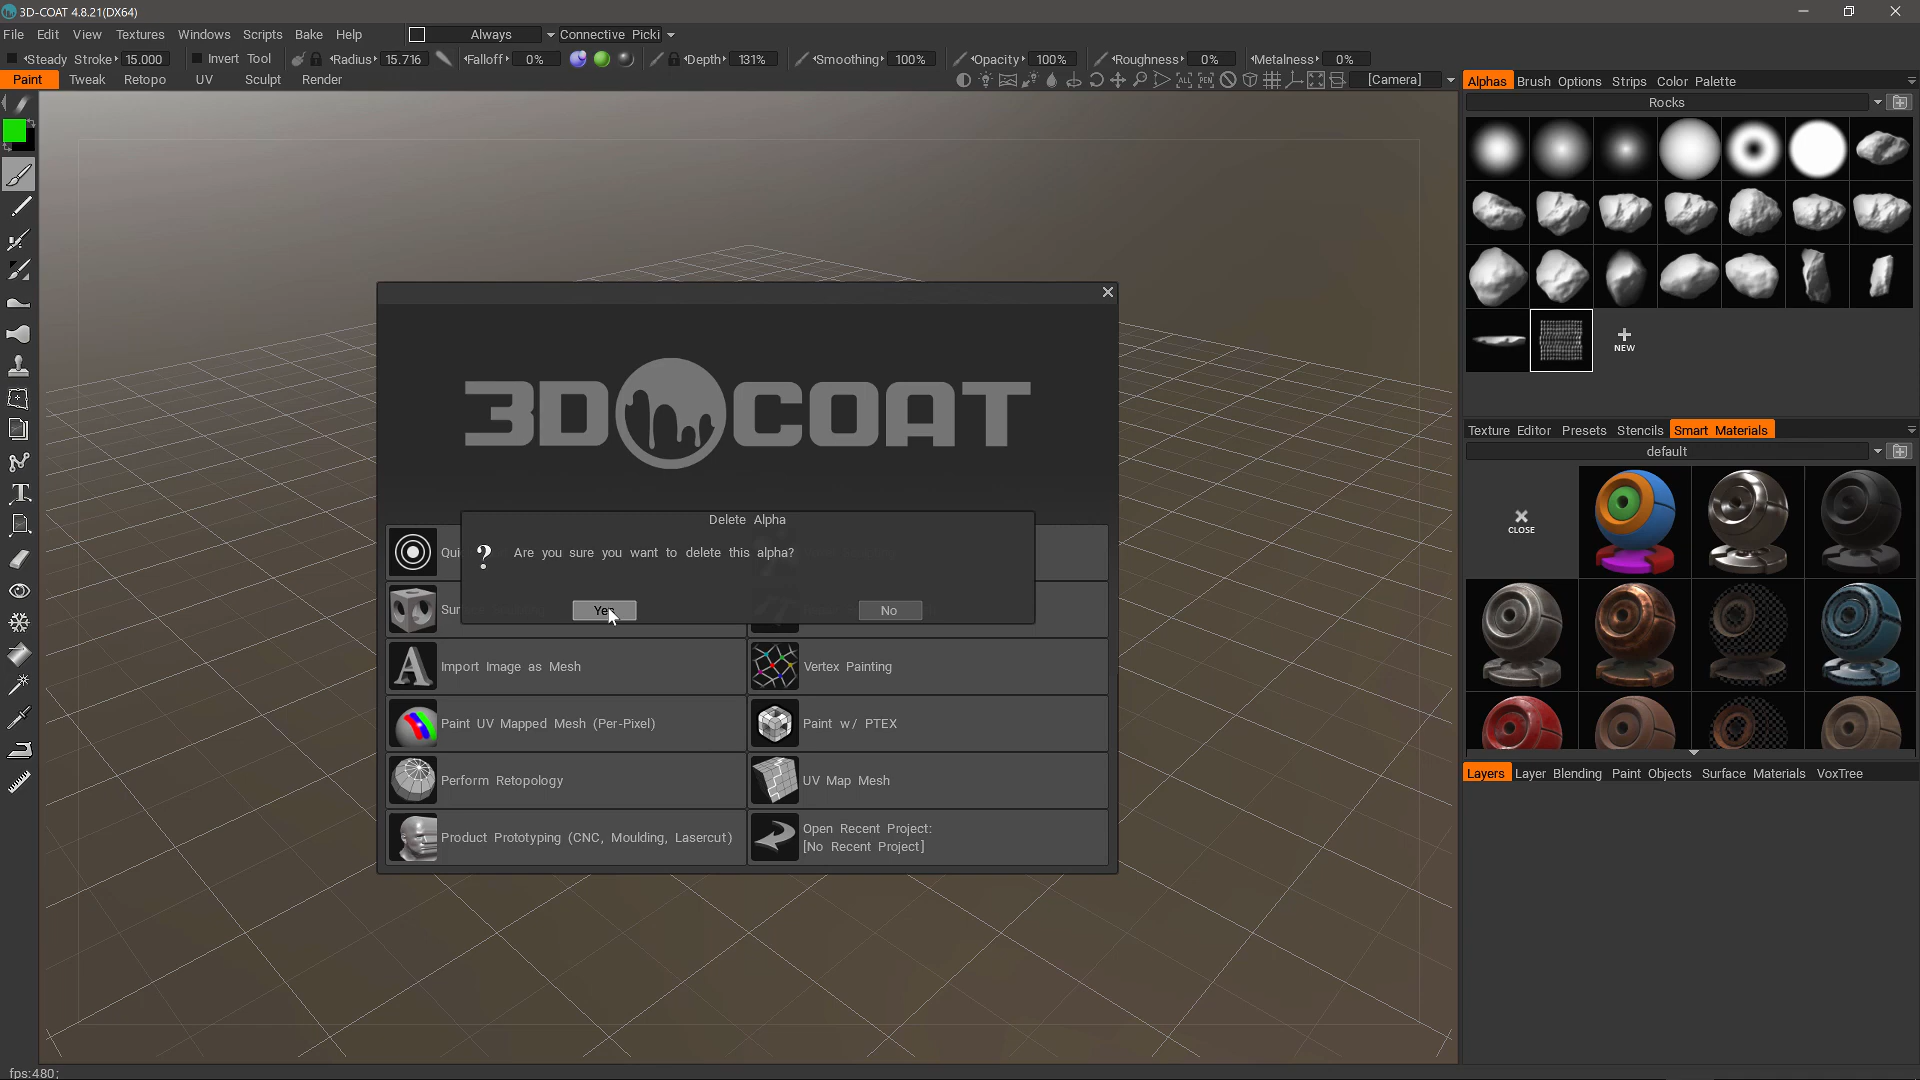 3D-COAT 4.8.21(DX64)
File Edit View Textures Windows Scripts Bake Help Always Connective Picki
Steady Stroke 15.000 Invert Tool Radius 15.716 Falloff 0% Depth 131% Smoothing 100% Opacity 100% Roughness 0% Metalness 0%
Paint Tweak Retopo UV Sculpt Render [Camera]
Alphas Brush Options Strips Color Palette
Rocks
NEW
Texture Editor Presets Stencils Smart Materials
default
CLOSE
Layers Layer Blending Paint Objects Surface Materials VoxTree
3D COAT
Delete Alpha
? Are you sure you want to delete this alpha?
No
Import Image as Mesh
Vertex Painting
Paint UV Mapped Mesh (Per-Pixel)
Paint w/ PTEX
Perform Retopology
UV Map Mesh
Product Prototyping (CNC, Moulding, Lasercut)
Open Recent Project:
[No Recent Project]
fps:480;